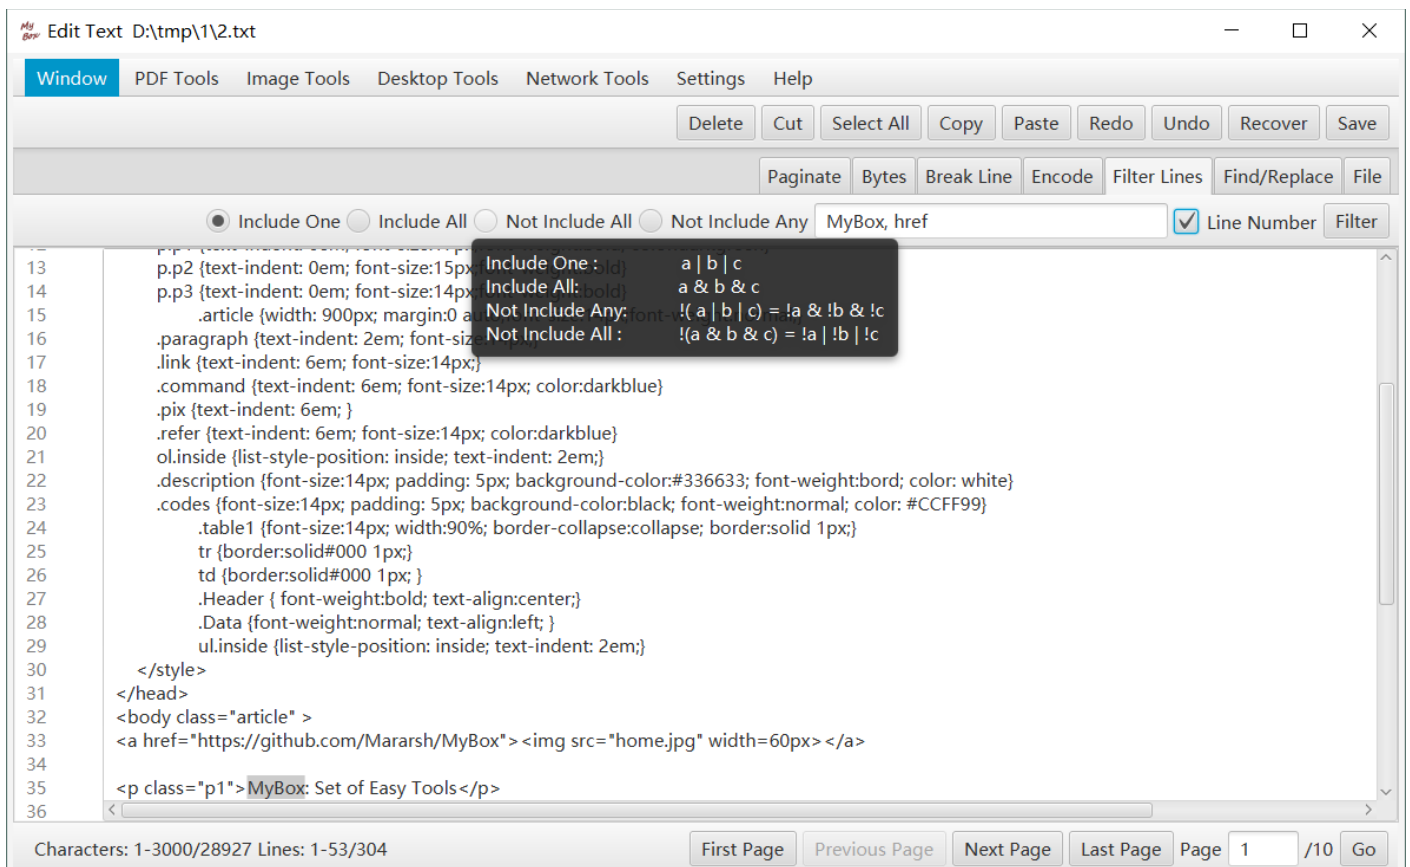 My Box Edit Text D:\tmp\1\2.txt
Window PDF Tools Image Tools Desktop Tools Network Tools Settings Help
Delete Cut Select All Copy Paste Redo Undo Recover Save
Paginate Bytes Break Line Encode Filter Lines Find/Replace File
Include One Include All Not Include All Not Include Any MyBox, href Line Number Filter
Include One : a | b | c
Include All: a & b & c
Not Include Any: !( a | b | c) = !a & !b & !c
Not Include All : !(a & b & c) = !a | !b | !c
13 p.p2 {text-indent: 0em; font-size:15px;font-weight:bold}
14 p.p3 {text-indent: 0em; font-size:14px;font-weight:bold}
15 .article {width: 900px; margin:0
16 .paragraph {text-indent: 2em; font-size:14px;}
17 .link {text-indent: 6em; font-size:14px;}
18 .command {text-indent: 6em; font-size:14px; color:darkblue}
19 .pix {text-indent: 6em; }
20 .refer {text-indent: 6em; font-size:14px; color:darkblue}
21 ol.inside {list-style-position: inside; text-indent: 2em;}
22 .description {font-size:14px; padding: 5px; background-color:#336633; font-weight:bord; color: white}
23 .codes {font-size:14px; padding: 5px; background-color:black; font-weight:normal; color: #CCFF99}
24 .table1 {font-size:14px; width:90%; border-collapse:collapse; border:solid 1px;}
25 tr {border:solid#000 1px;}
26 td {border:solid#000 1px; }
27 .Header { font-weight:bold; text-align:center;}
28 .Data {font-weight:normal; text-align:left; }
29 ul.inside {list-style-position: inside; text-indent: 2em;}
30 </style>
31 </head>
32 <body class="article" >
33 <a href="https://github.com/Mararsh/MyBox"><img src="home.jpg" width=60px></a>
34
35 <p class="p1">MyBox: Set of Easy Tools</p>
36
Characters: 1-3000/28927 Lines: 1-53/304 First Page Previous Page Next Page Last Page Page 1 /10 Go